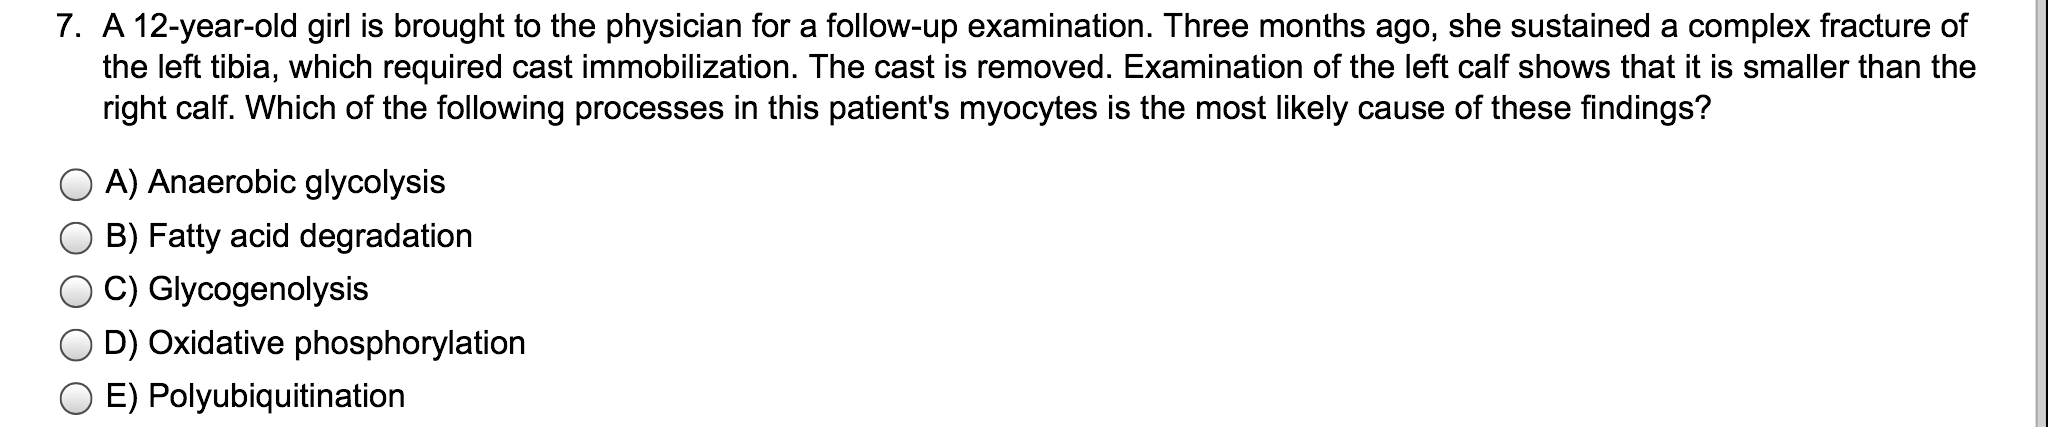 7. A 12-year-old girl is brought to the physician for a follow-up examination. Three months ago, she sustained a complex fracture of
the left tibia, which required cast immobilization. The cast is removed. Examination of the left calf shows that it is smaller than the
right calf. Which of the following processes in this patient's myocytes is the most likely cause of these findings?
A) Anaerobic glycolysis
B) Fatty acid degradation
C) Glycogenolysis
D) Oxidative phosphorylation
E) Polyubiquitination